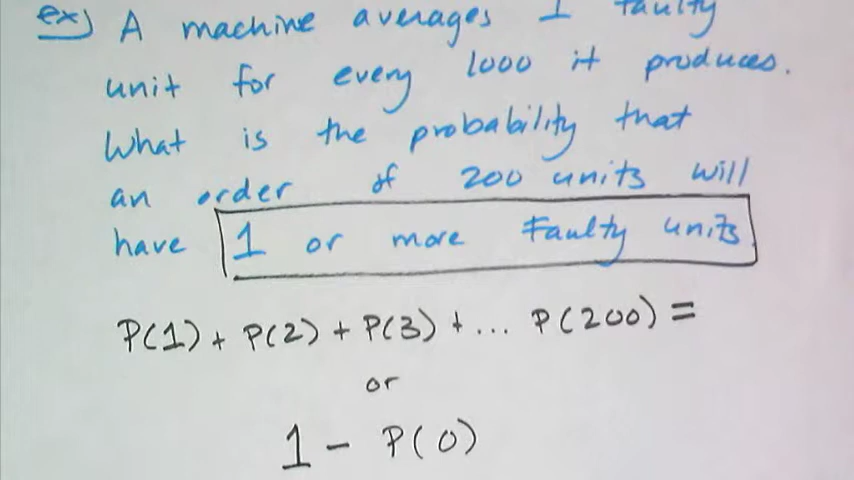 ex) A machine averages 1 faulty
unit for every 1000 it produces.
What is the probability that
an order of 200 units will
have 1 or more Faulty units
P(1) + P(2) + P(3) + ... P(200) =
or
1 - P(0)